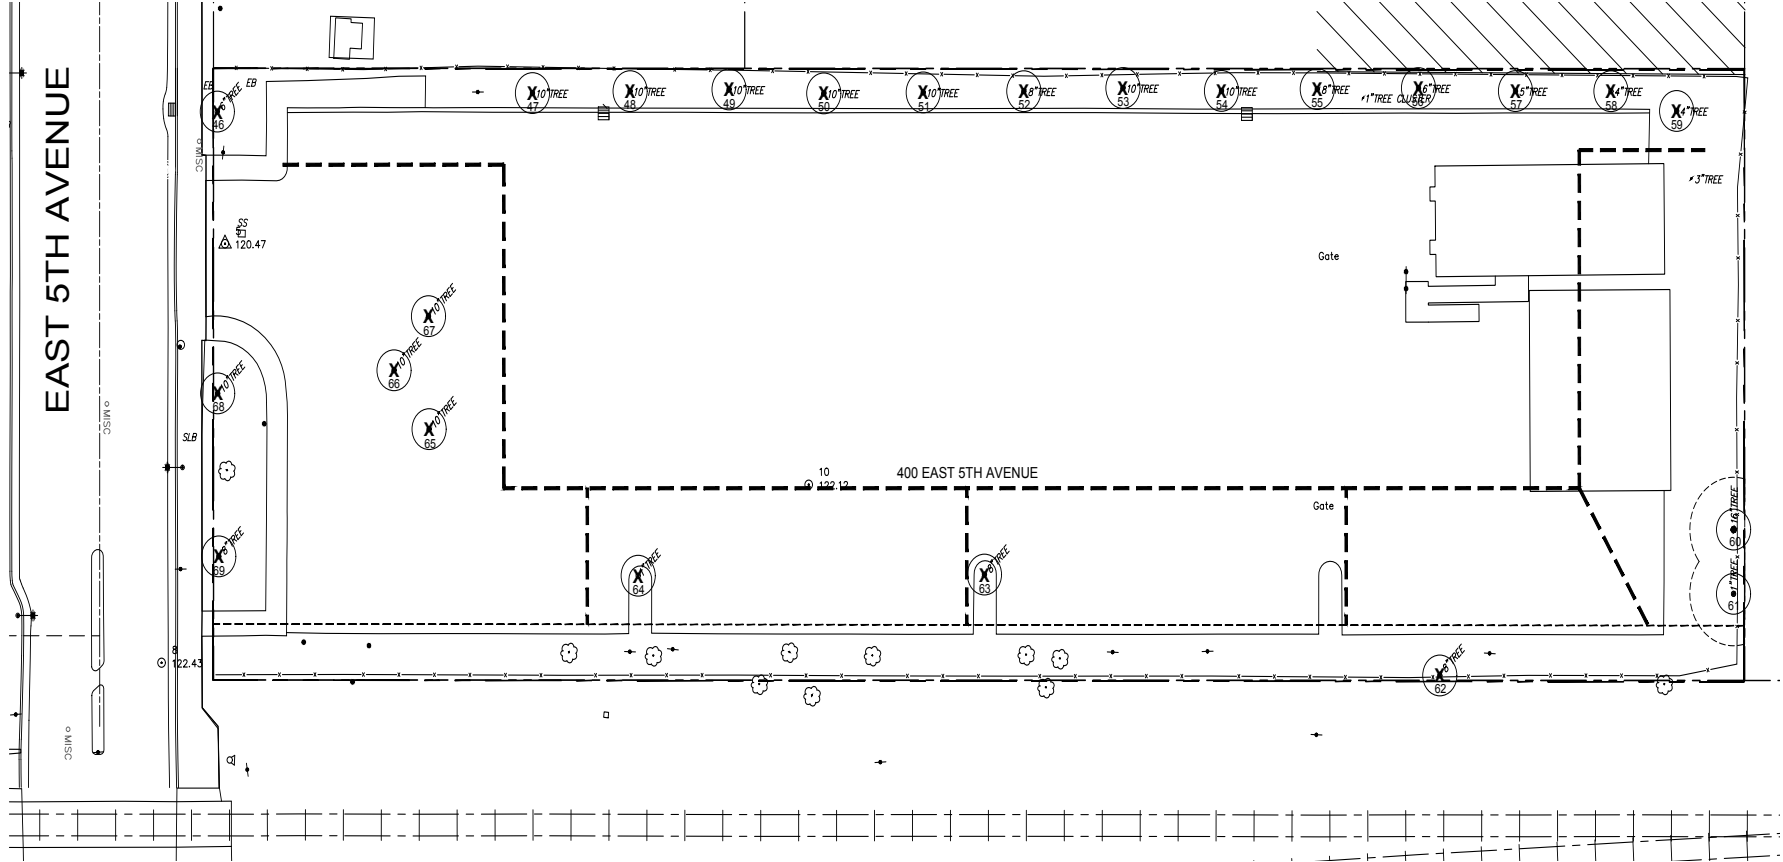 EAST 5TH AVENUE
EB EB
6" TREE
46
10"TREE
47
10"TREE
48
10"TREE
49
10"TREE
50
10"TREE
51
8"TREE
52
10"TREE
53
10"TREE
54
8"TREE
55
1"TREE CLUSTER
6"TREE
56
5"TREE
57
4"TREE
58
4"TREE
59
3"TREE
MISC
SS
120.47
Gate
10"TREE
67
10"TREE
66
10"TREE
65
10"TREE
68
MISC
SLB
10
122.12
400 EAST 5TH AVENUE
Gate
16"TREE
60
8"TREE
69
TREE
64
8"TREE
63
1"TREE
61
8
122.43
8"TREE
62
MISC